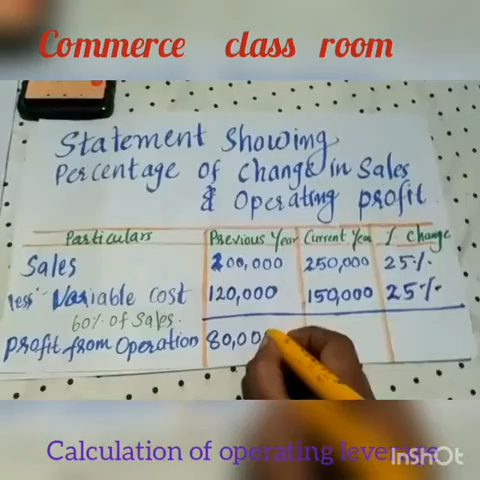 Commerce class room
Statement Showing
Percentage of Change in Sales
& Operating profit
Particulars Previous Year Current Year % Change
Sales 200,000 250,000 25%
less Variable Cost 120,000 150,000 25%
60% of Sales.
Profit from Operation 80,00
Calculation of operating leverage
InShOt